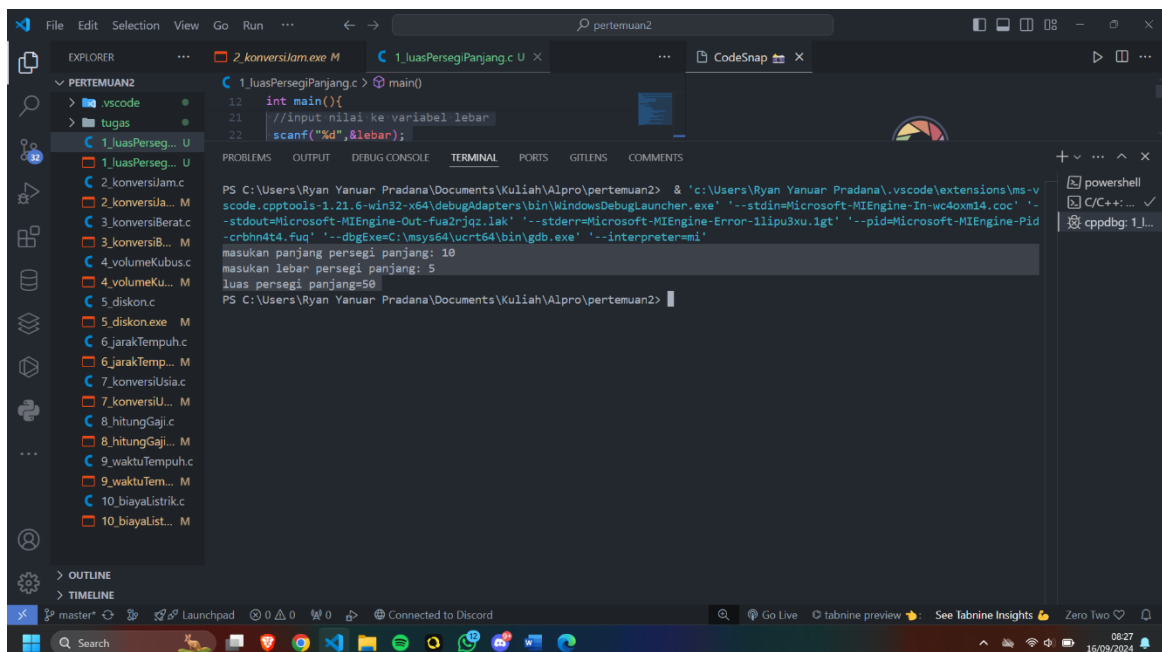 File Edit Selection View Go Run ··· pertemuan2
EXPLORER ···
PERTEMUAN2
.vscode
tugas
1_luasPerseg... U
1_luasPerseg... U
2_konversiJam.c
2_konversiJa... M
3_konversiBerat.c
3_konversiB... M
4_volumeKubus.c
4_volumeKu... M
5_diskon.c
5_diskon.exe M
6_jarakTempuh.c
6_jarakTemp... M
7_konversiUsia.c
7_konversiU... M
8_hitungGaji.c
8_hitungGaji... M
9_waktuTempuh.c
9_waktuTem... M
10_biayaListrik.c
10_biayaList... M
OUTLINE
TIMELINE
32
2_konversiJam.exe M 1_luasPersegiPanjang.c U ··· CodeSnap
1_luasPersegiPanjang.c > main()
12 int main(){
21 //input nilai ke variabel lebar
22 scanf("%d",&lebar);
PROBLEMS OUTPUT DEBUG CONSOLE TERMINAL PORTS GITLENS COMMENTS
PS C:\Users\Ryan Yanuar Pradana\Documents\Kuliah\Alpro\pertemuan2> & 'c:\Users\Ryan Yanuar Pradana\.vscode\extensions\ms-v
scode.cpptools-1.21.6-win32-x64\debugAdapters\bin\WindowsDebugLauncher.exe' '--stdin=Microsoft-MIEngine-In-wc4oxm14.coc' '-
-stdout=Microsoft-MIEngine-Out-fua2rjqz.lak' '--stderr=Microsoft-MIEngine-Error-1lipu3xu.1gt' '--pid=Microsoft-MIEngine-Pid
-crbhn4t4.fuq' '--dbgExe=C:\msys64\ucrt64\bin\gdb.exe' '--interpreter=mi'
masukan panjang persegi panjang: 10
masukan lebar persegi panjang: 5
luas persegi panjang=50
PS C:\Users\Ryan Yanuar Pradana\Documents\Kuliah\Alpro\pertemuan2>
powershell
C/C++: ...
cppdbg: 1_l...
master* Launchpad 0 0 0 Connected to Discord Go Live tabnine preview : See Tabnine Insights Zero Two
Search 08:27
16/09/2024